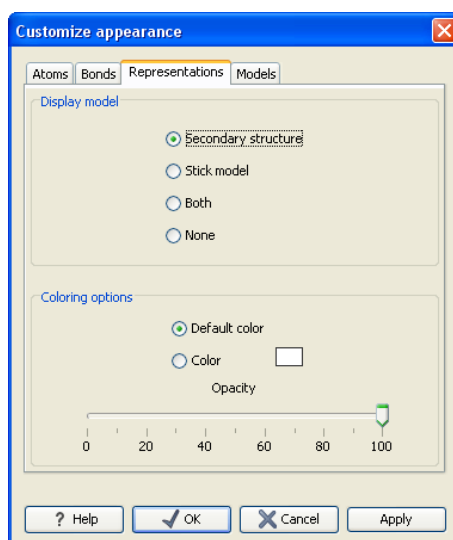 Customize appearance
Atoms Bonds Representations Models
Display model
Secondary structure
Stick model
Both
None
Coloring options
Default color
Color
Opacity
0 20 40 60 80 100
? Help OK Cancel Apply